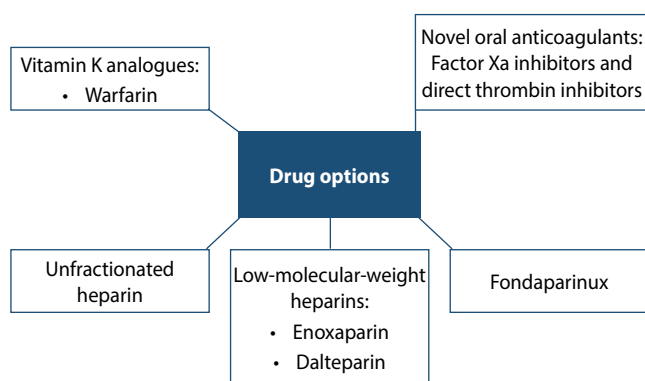 Vitamin K analogues:
• Warfarin
Novel oral anticoagulants:
Factor Xa inhibitors and
direct thrombin inhibitors
Drug options
Unfractionated
heparin
Low-molecular-weight
heparins:
• Enoxaparin
• Dalteparin
Fondaparinux